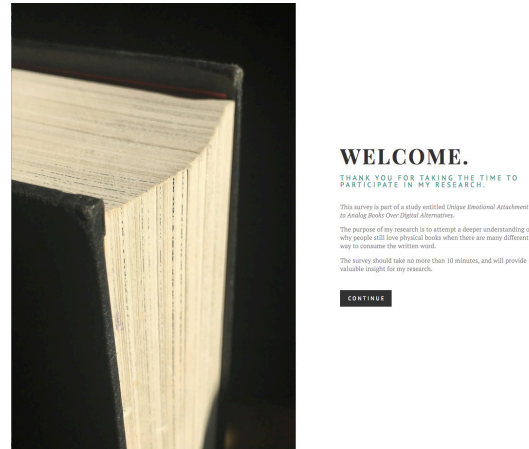 WELCOME.
THANK YOU FOR TAKING THE TIME TO
PARTICIPATE IN MY RESEARCH.
This survey is part of a study entitled Unique Emotional Attachment
to Analog Books Over Digital Alternatives.
The purpose of my research is to attempt a deeper understanding o
why people still love physical books when there are many different
way to consume the written word.
The survey should take no more than 10 minutes, and will provide
valuable insight for my research.
CONTINUE